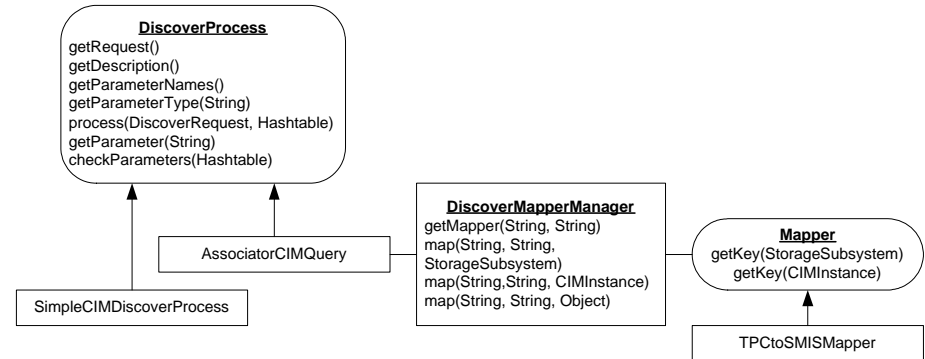 DiscoverProcess
getRequest()
getDescription()
getParameterNames()
getParameterType(String)
process(DiscoverRequest, Hashtable)
getParameter(String)
checkParameters(Hashtable)
DiscoverMapperManager
getMapper(String, String)
map(String, String,
StorageSubsystem)
map(String,String, CIMInstance)
map(String, String, Object)
Mapper
getKey(StorageSubsystem)
getKey(CIMInstance)
AssociatorCIMQuery
SimpleCIMDiscoverProcess
TPCtoSMISMapper